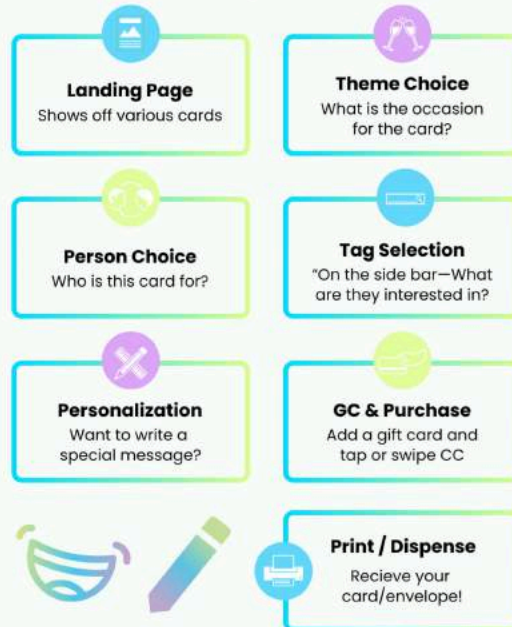 Landing Page
Shows off various cards
Theme Choice
What is the occasion
for the card?
Person Choice
Who is this card for?
Tag Selection
“On the side bar—What
are they interested in?
Personalization
Want to write a
special message?
GC & Purchase
Add a gift card and
tap or swipe CC
Print / Dispense
Recieve your
card/envelope!